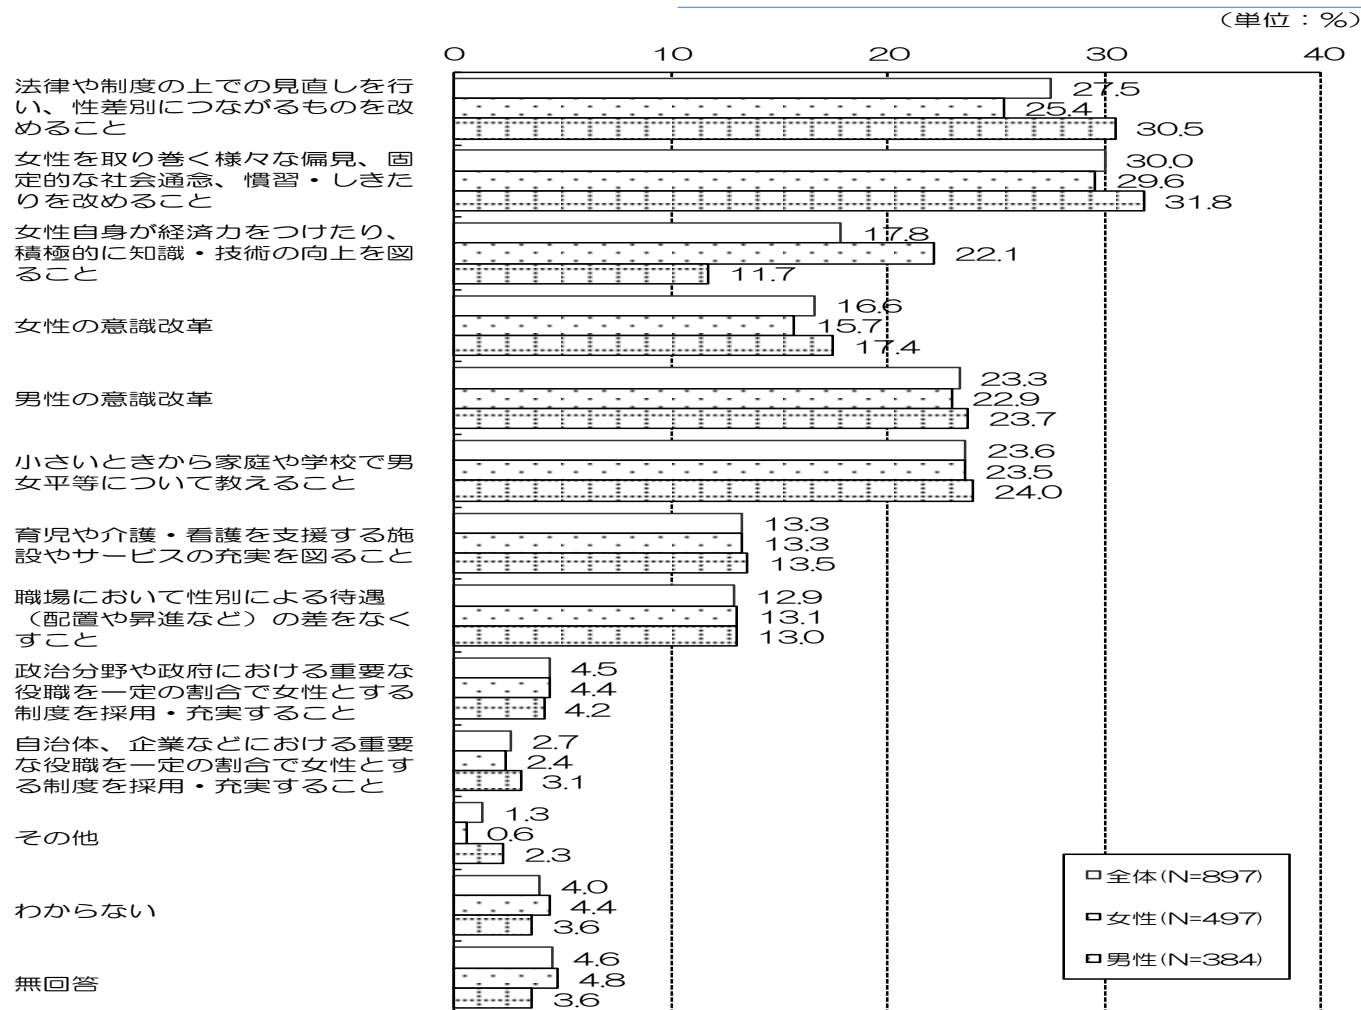 （単位：%）
0 10 20 30 40
法律や制度の上での見直しを行
い、性差別につながるものを改
めること
27.5
25.4
30.5
女性を取り巻く様々な偏見、固
定的な社会通念、慣習・しきた
りを改めること
30.0
29.6
31.8
女性自身が経済力をつけたり、
積極的に知識・技術の向上を図
ること
17.8
22.1
11.7
女性の意識改革
16.6
15.7
17.4
男性の意識改革
23.3
22.9
23.7
小さいときから家庭や学校で男
女平等について教えること
23.6
23.5
24.0
育児や介護・看護を支援する施
設やサービスの充実を図ること
13.3
13.3
13.5
職場において性別による待遇
（配置や昇進など）の差をなく
すこと
12.9
13.1
13.0
政治分野や政府における重要な
役職を一定の割合で女性とする
制度を採用・充実すること
4.5
4.4
4.2
自治体、企業などにおける重要
な役職を一定の割合で女性とす
る制度を採用・充実すること
2.7
2.4
3.1
その他
1.3
0.6
2.3
わからない
4.0
4.4
3.6
無回答
4.6
4.8
3.6
全体(N=897)
女性(N=497)
男性(N=384)